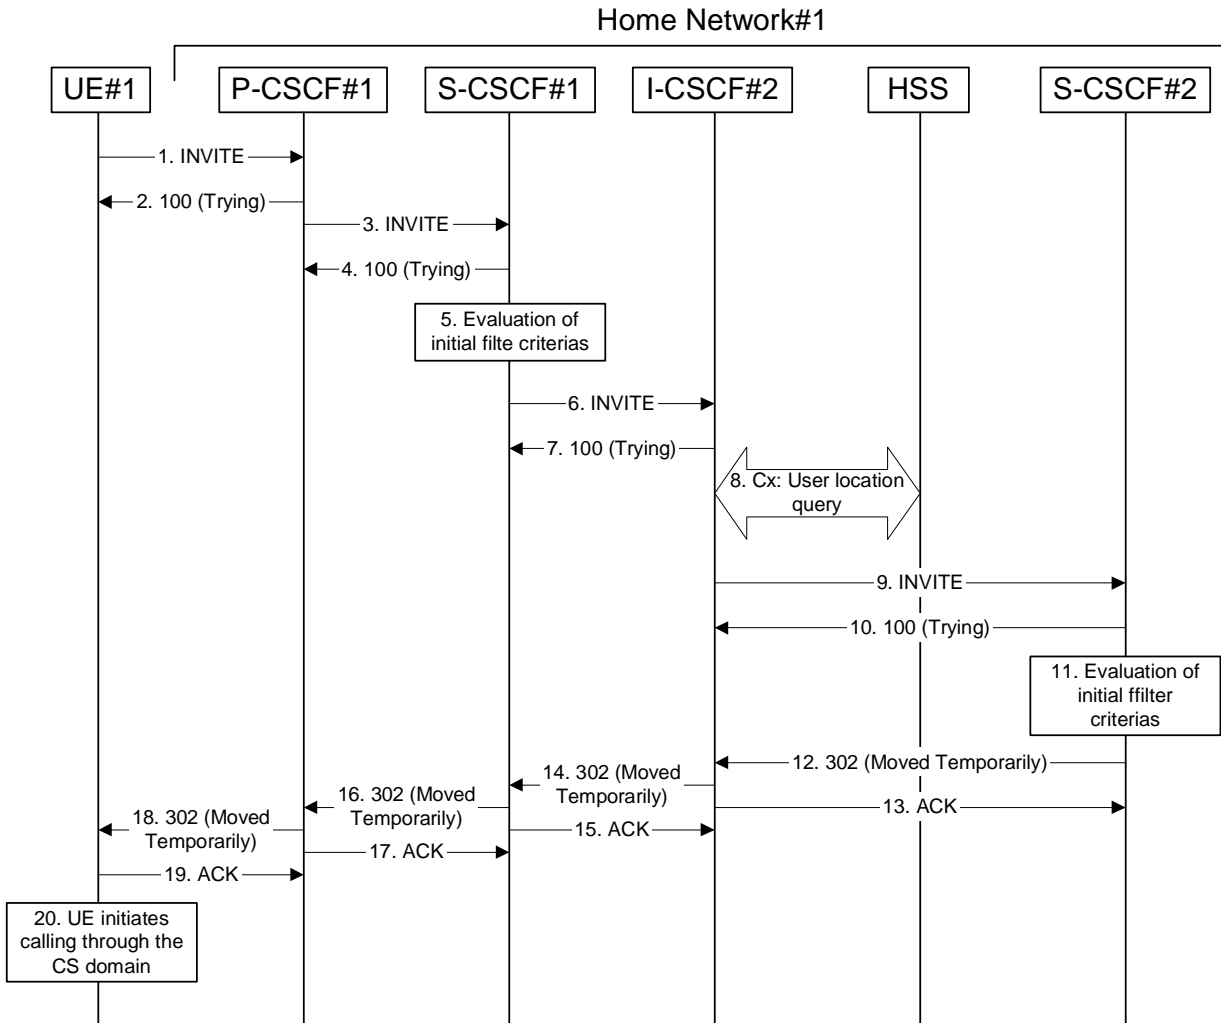 Home Network#1
UE#1
P-CSCF#1
S-CSCF#1
I-CSCF#2
HSS
S-CSCF#2
1. INVITE
2. 100 (Trying)
3. INVITE
4. 100 (Trying)
5. Evaluation of
initial filte criterias
6. INVITE
7. 100 (Trying)
8. Cx: User location
query
9. INVITE
10. 100 (Trying)
11. Evaluation of
initial ffilter
criterias
12. 302 (Moved Temporarily)
13. ACK
14. 302 (Moved
Temporarily)
15. ACK
16. 302 (Moved
Temporarily)
17. ACK
18. 302 (Moved
Temporarily)
19. ACK
20. UE initiates
calling through the
CS domain